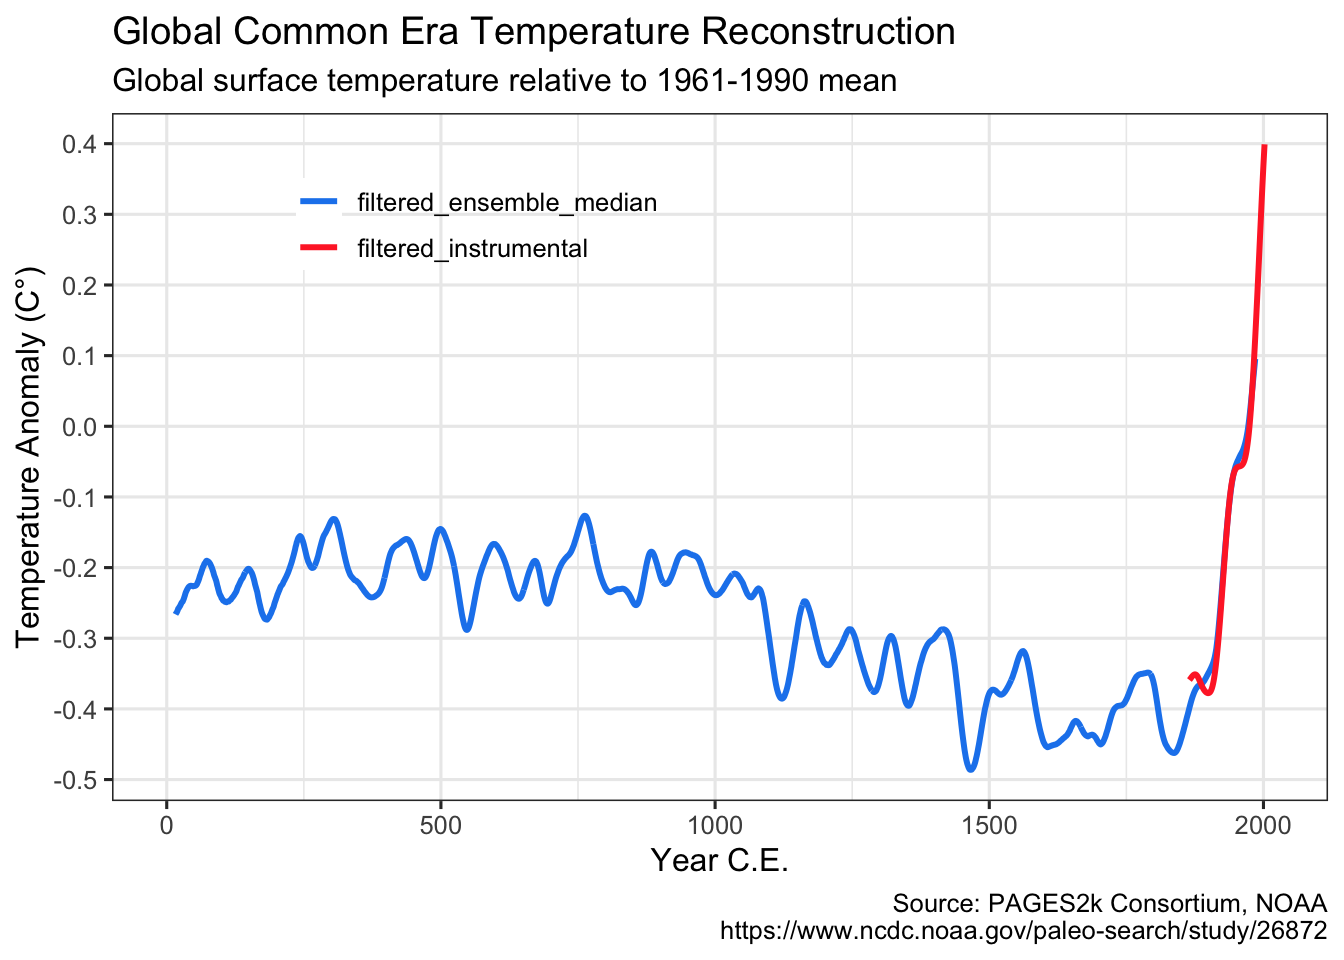 Global Common Era Temperature Reconstruction
Global surface temperature relative to 1961-1990 mean
Temperature Anomaly (C°)
0.4
0.3
0.2
0.1
0.0
-0.1
-0.2
-0.3
-0.4
-0.5
filtered_ensemble_median
filtered_instrumental
0 500 1000 1500 2000
Year C.E.
Source: PAGES2k Consortium, NOAA
https://www.ncdc.noaa.gov/paleo-search/study/26872